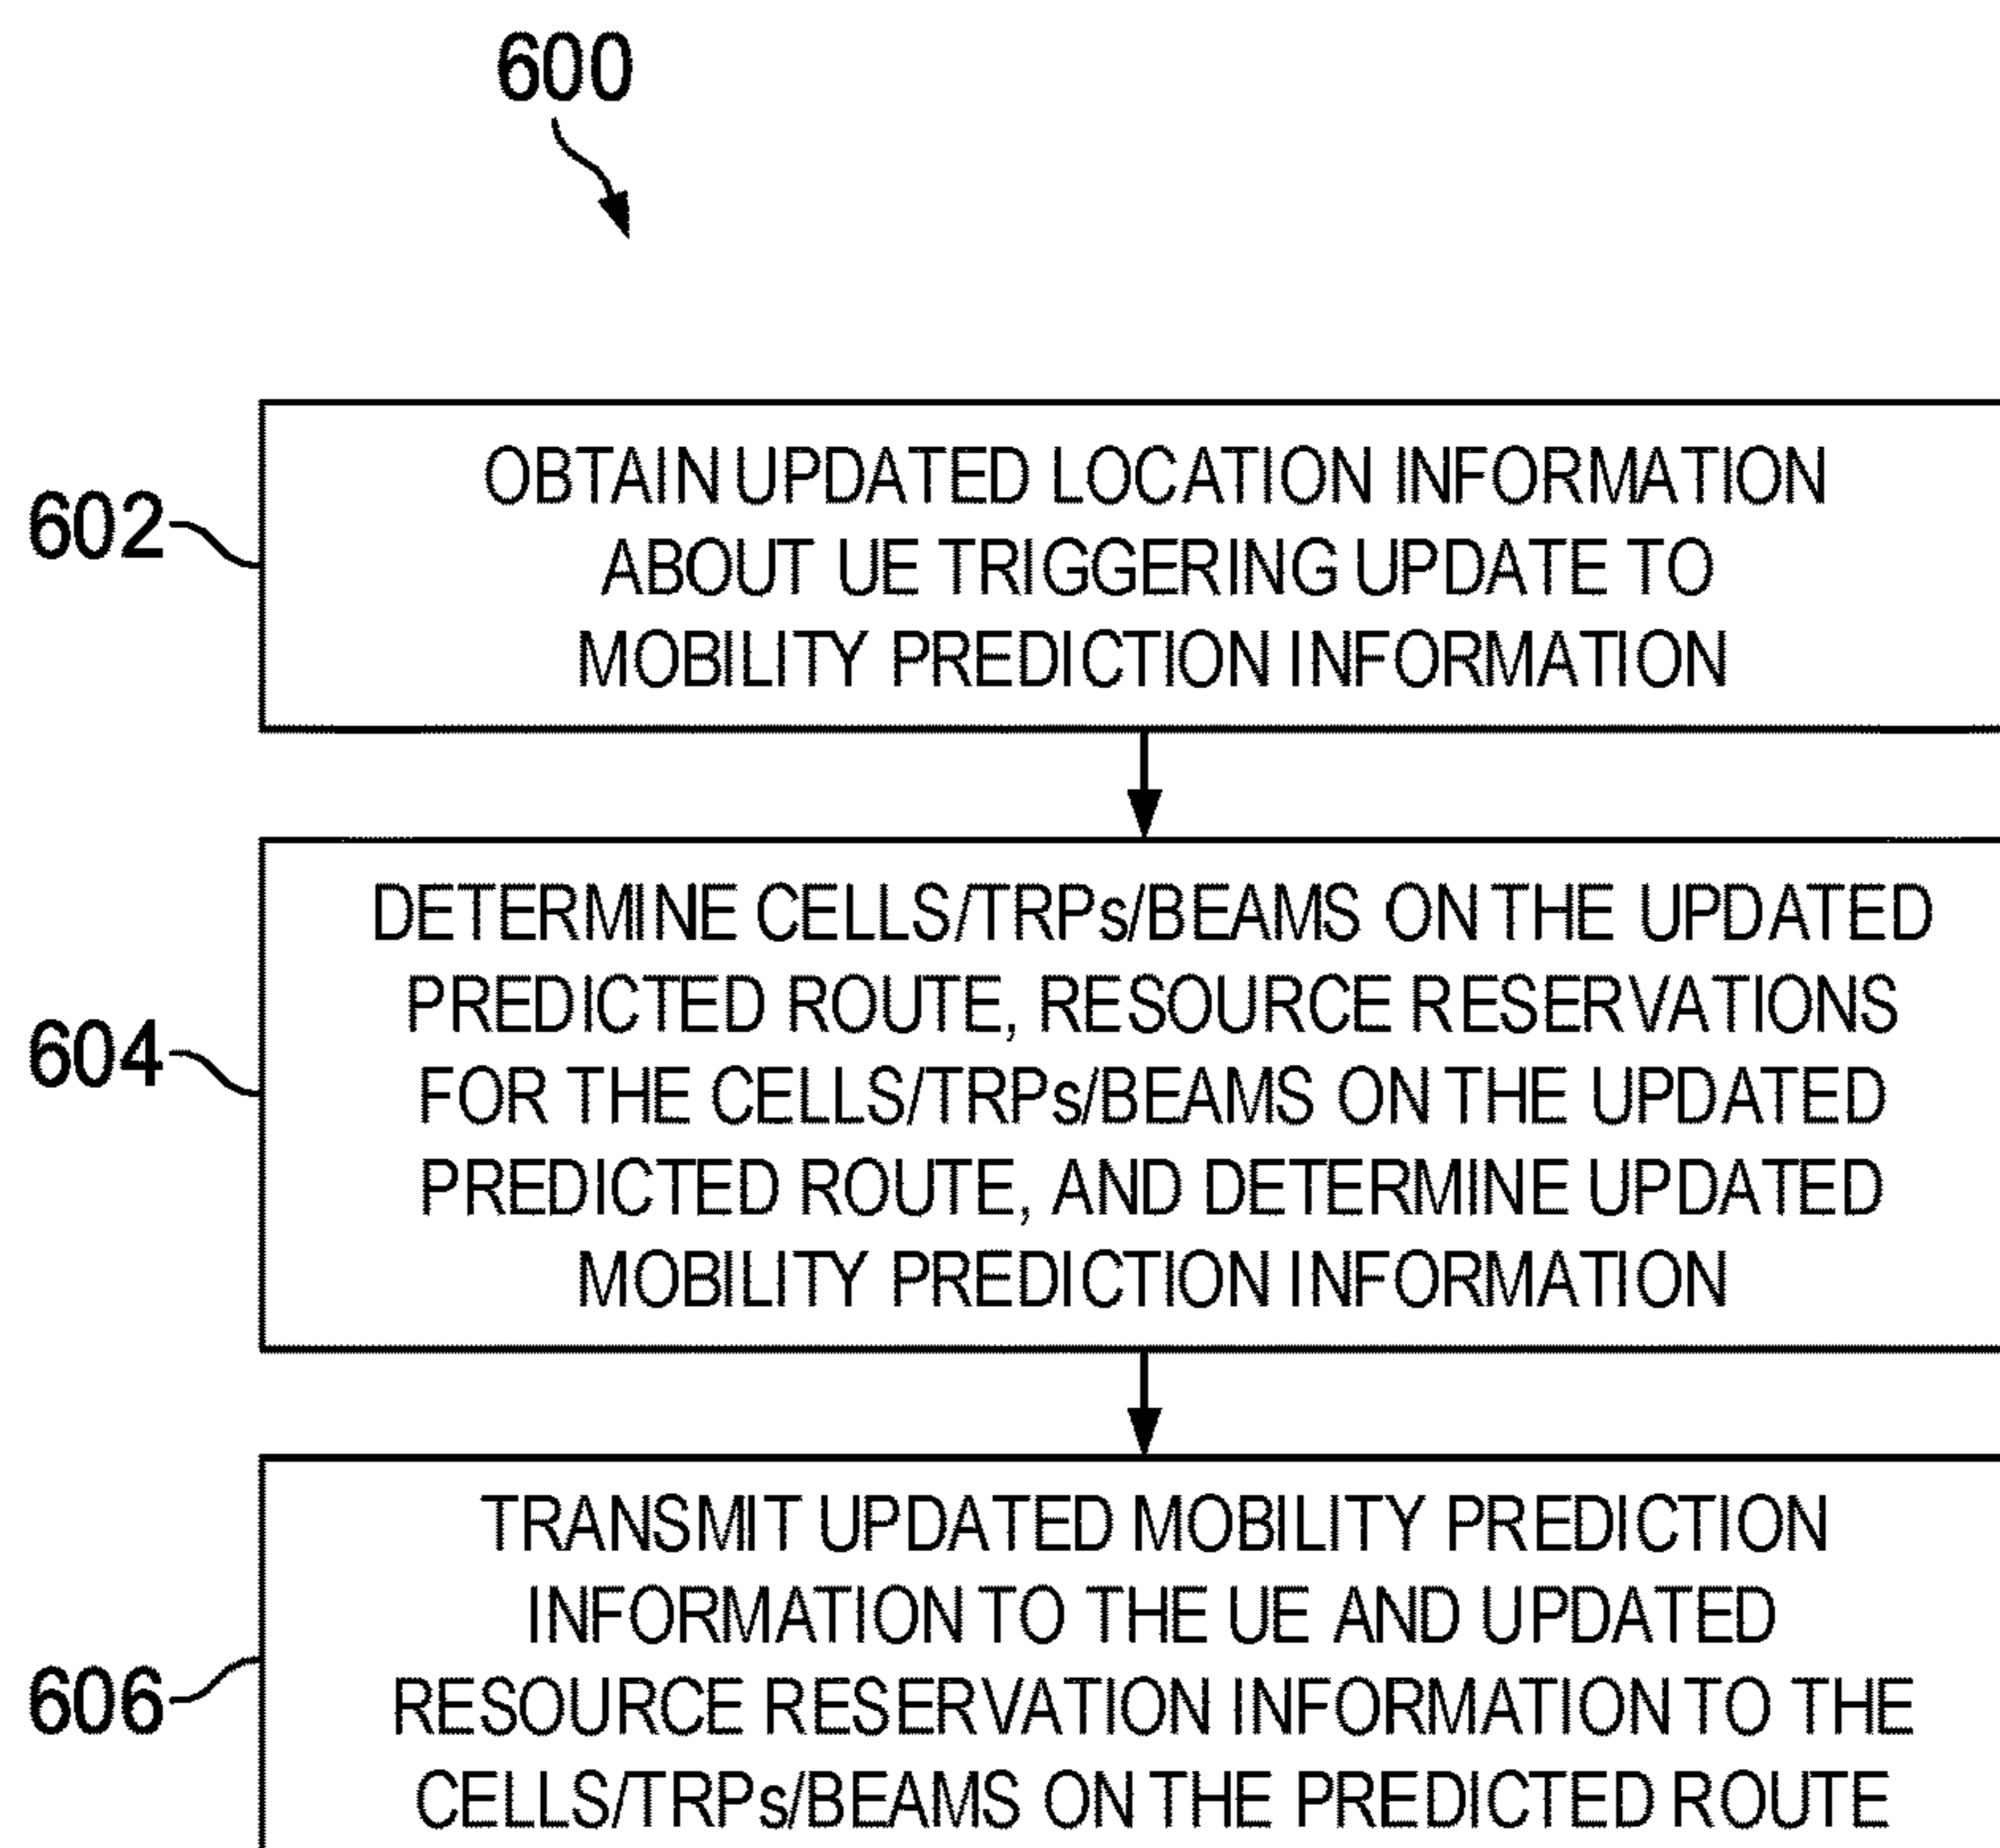 600
602
OBTAIN UPDATED LOCATION INFORMATION
ABOUT UE TRIGGERING UPDATE TO
MOBILITY PREDICTION INFORMATION
604
DETERMINE CELLS/TRPs/BEAMS ON THE UPDATED
PREDICTED ROUTE, RESOURCE RESERVATIONS
FOR THE CELLS/TRPs/BEAMS ON THE UPDATED
PREDICTED ROUTE, AND DETERMINE UPDATED
MOBILITY PREDICTION INFORMATION
606
TRANSMIT UPDATED MOBILITY PREDICTION
INFORMATION TO THE UE AND UPDATED
RESOURCE RESERVATION INFORMATION TO THE
CELLS/TRPs/BEAMS ON THE PREDICTED ROUTE